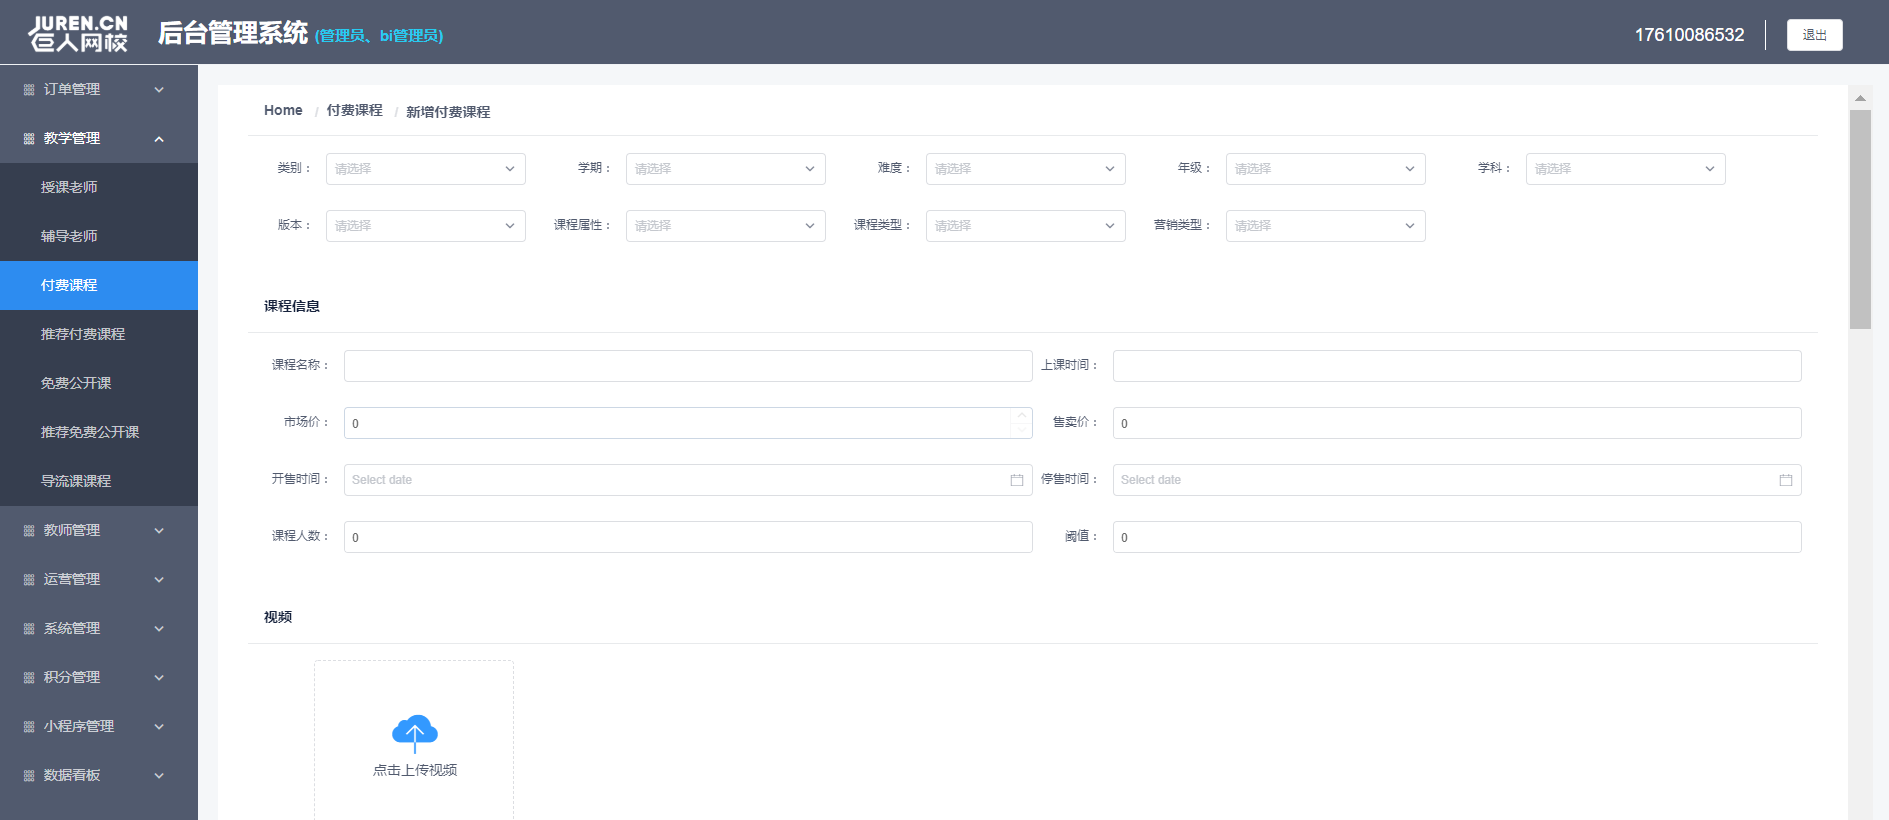 JUREN.CN
巨人网校
后台管理系统 (管理员、bi管理员)
17610086532
退出
订单管理
教学管理
授课老师
辅导老师
付费课程
推荐付费课程
免费公开课
推荐免费公开课
导流课课程
教师管理
运营管理
系统管理
积分管理
小程序管理
数据看板
Home / 付费课程 / 新增付费课程
类别： 请选择 学期： 请选择 难度： 请选择 年级： 请选择 学科： 请选择
版本： 请选择 课程属性： 请选择 课程类型： 请选择 营销类型： 请选择
课程信息
课程名称： 上课时间：
市场价： 0 售卖价： 0
开售时间： Select date 停售时间： Select date
课程人数： 0 阈值： 0
视频
点击上传视频